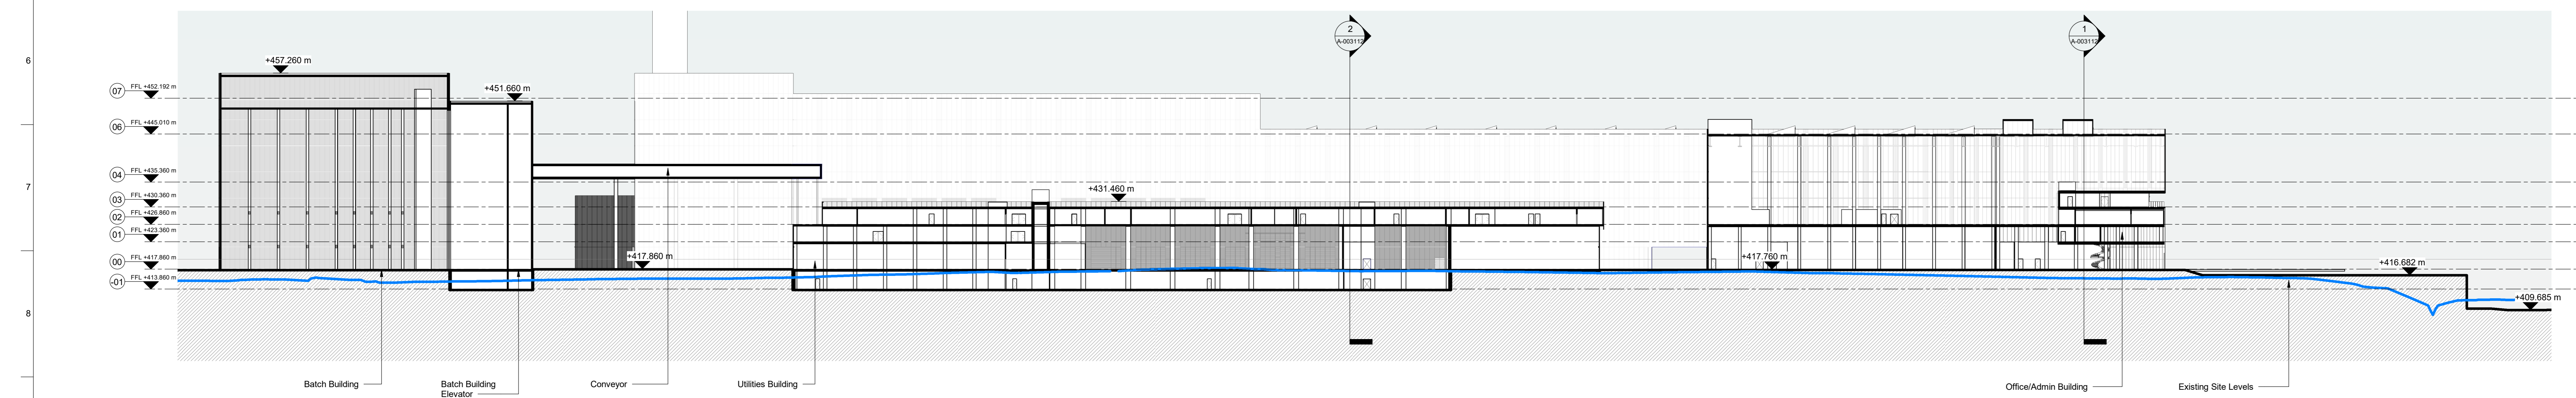 6
7
8
07 FFL +452.192 m
06 FFL +445.010 m
04 FFL +435.360 m
03 FFL +430.360 m
02 FFL +426.860 m
01 FFL +423.360 m
00 FFL +417.860 m
-01 FFL +413.860 m
+457.260 m
+451.660 m
+417.860 m
+431.460 m
2
A-003112
1
A-003112
+417.760 m
+416.682 m
+409.685 m
Batch Building
Batch Building
Elevator
Conveyor
Utilities Building
Office/Admin Building
Existing Site Levels